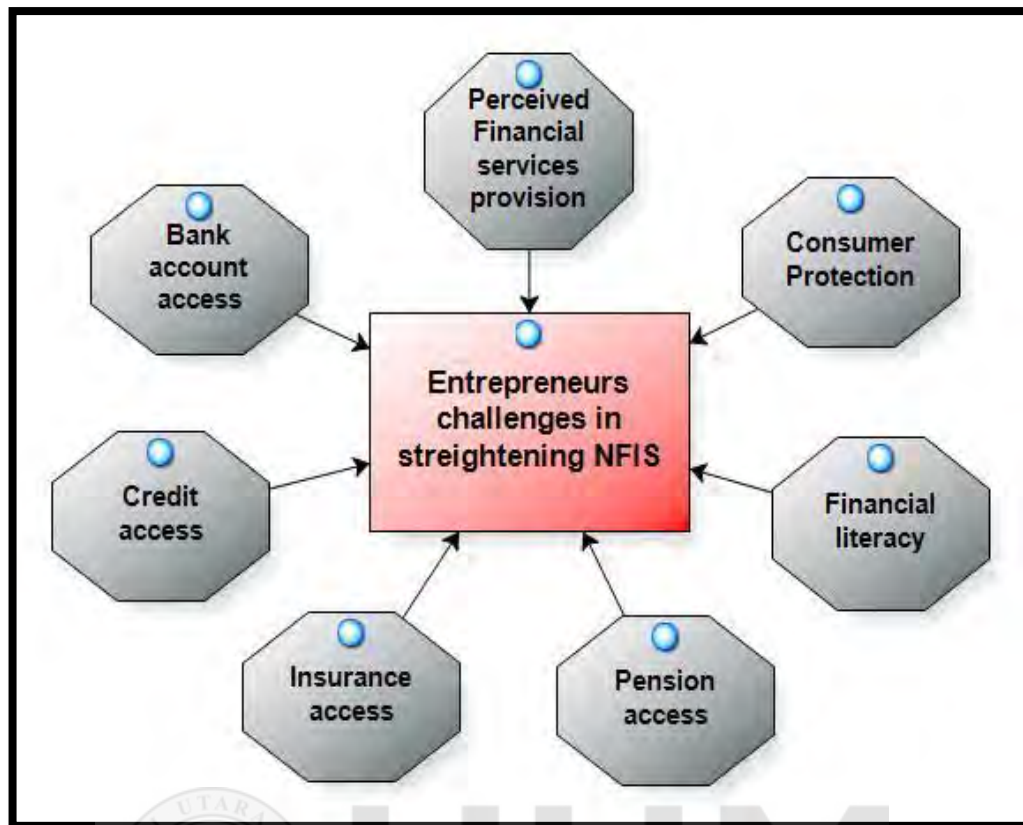 Perceived
Financial
services
provision
Bank
account
access
Consumer
Protection
Entrepreneurs
challenges in
streightening NFIS
Credit
access
Financial
literacy
Insurance
access
Pension
access
UTARA